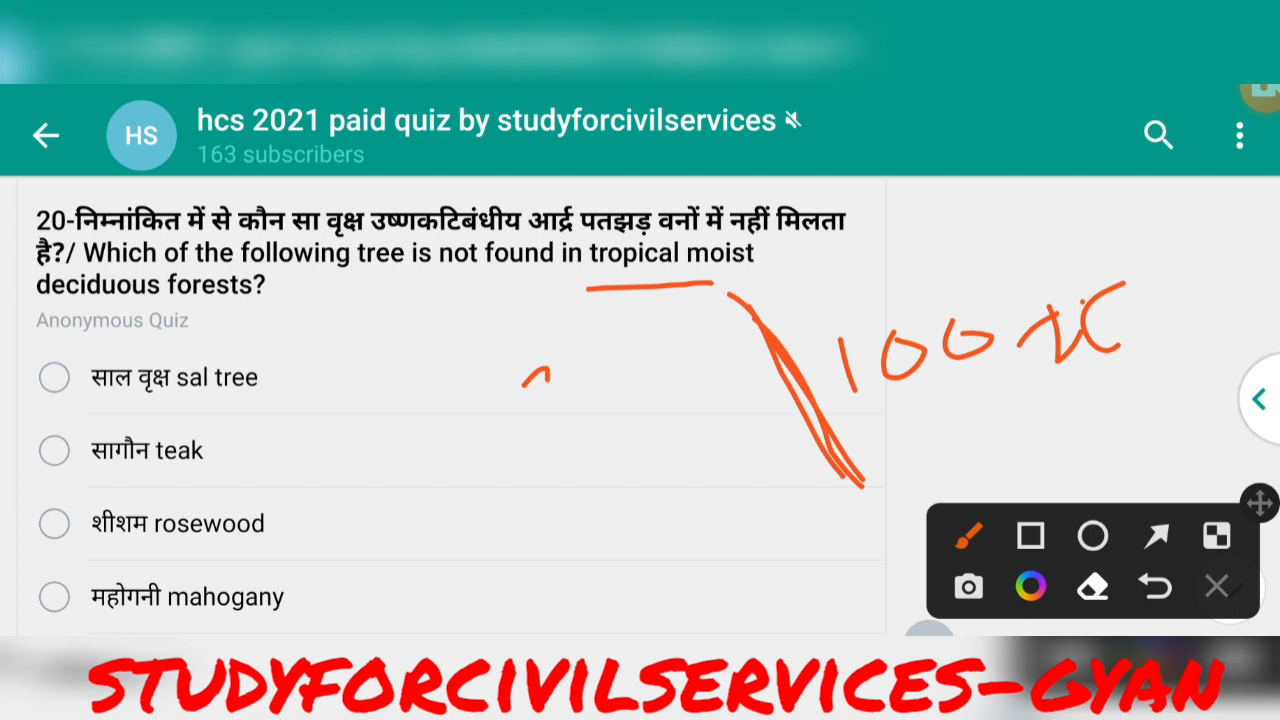 HS
hcs 2021 paid quiz by studyforcivilservices
163 subscribers
20-निम्नांकित में से कौन सा वृक्ष उष्णकटिबंधीय आर्द्र पतझड़ वनों में नहीं मिलता
है?/ Which of the following tree is not found in tropical moist
deciduous forests?
Anonymous Quiz
साल वृक्ष sal tree
सागौन teak
शीशम rosewood
महोगनी mahogany
100
STUDYFORCIVILSERVICES-GYAN